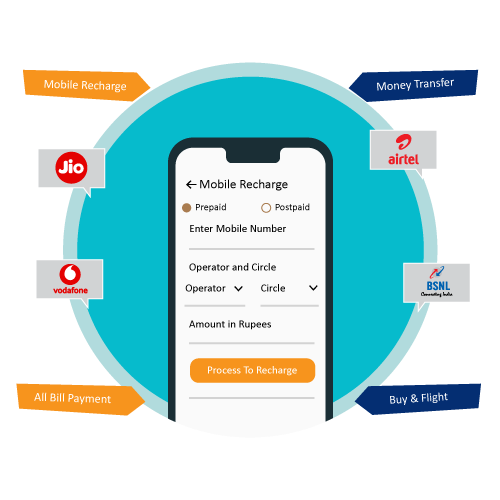 Mobile Recharge
Money Transfer
Jio
airtel
Mobile Recharge
Prepaid
Postpaid
Enter Mobile Number
Operator and Circle
Operator
Circle
vodafone
BSNL
Connecting India
Amount in Rupees
Process To Recharge
All Bill Payment
Buy & Flight